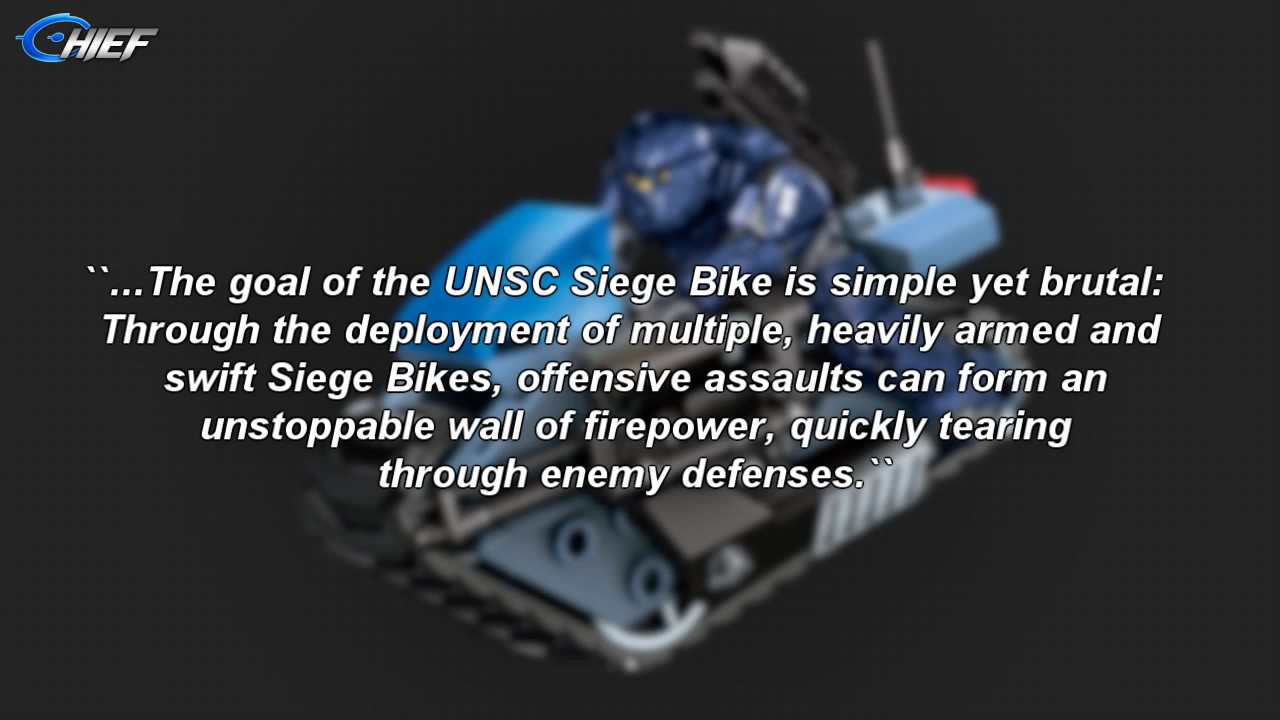 CHIEF
``...The goal of the UNSC Siege Bike is simple yet brutal:
Through the deployment of multiple, heavily armed and
swift Siege Bikes, offensive assaults can form an
unstoppable wall of firepower, quickly tearing
through enemy defenses.``